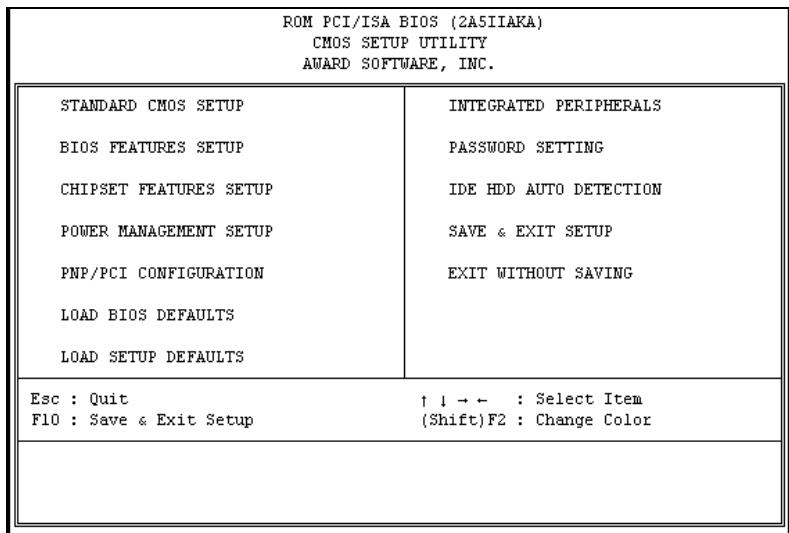 ROM PCI/ISA BIOS (2A5IIAKA)
CMOS SETUP UTILITY
AWARD SOFTWARE, INC.
STANDARD CMOS SETUP
BIOS FEATURES SETUP
CHIPSET FEATURES SETUP
POWER MANAGEMENT SETUP
PNP/PCI CONFIGURATION
LOAD BIOS DEFAULTS
LOAD SETUP DEFAULTS
INTEGRATED PERIPHERALS
PASSWORD SETTING
IDE HDD AUTO DETECTION
SAVE & EXIT SETUP
EXIT WITHOUT SAVING
Esc : Quit
F10 : Save & Exit Setup
↑ ↓ → ← : Select Item
(Shift)F2 : Change Color